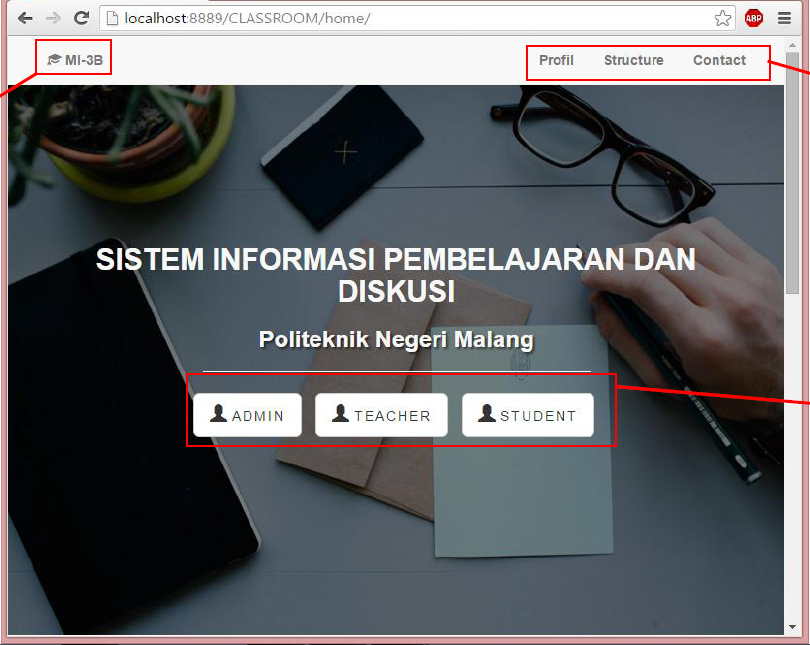 localhost:8889/CLASSROOM/home/
ABP
MI-3B
Profil Structure Contact
SISTEM INFORMASI PEMBELAJARAN DAN
DISKUSI
Politeknik Negeri Malang
ADMIN TEACHER STUDENT